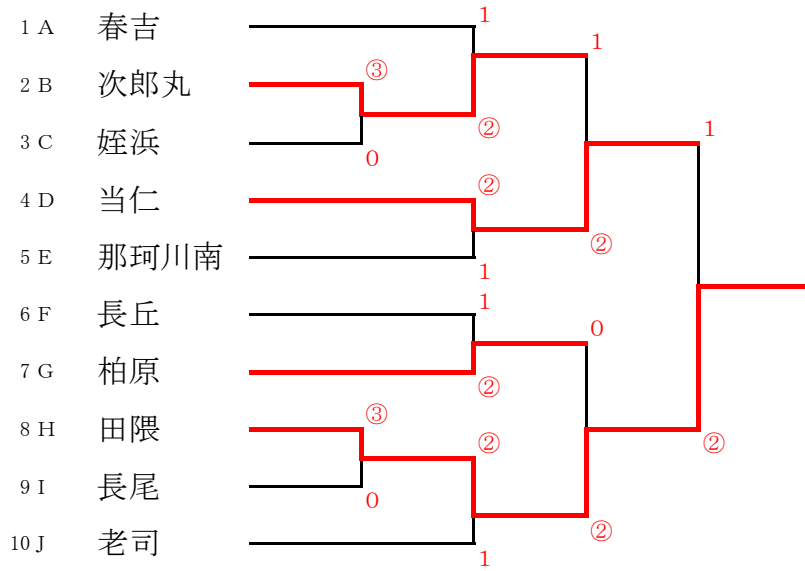 1 A 春吉
1
1
2 B 次郎丸
③
②
3 C 姪浜
0
1
4 D 当仁
②
②
5 E 那珂川南
1
6 F 長丘
1
0
7 G 柏原
②
8 H 田隈
③
②
②
9 I 長尾
0
②
10 J 老司
1